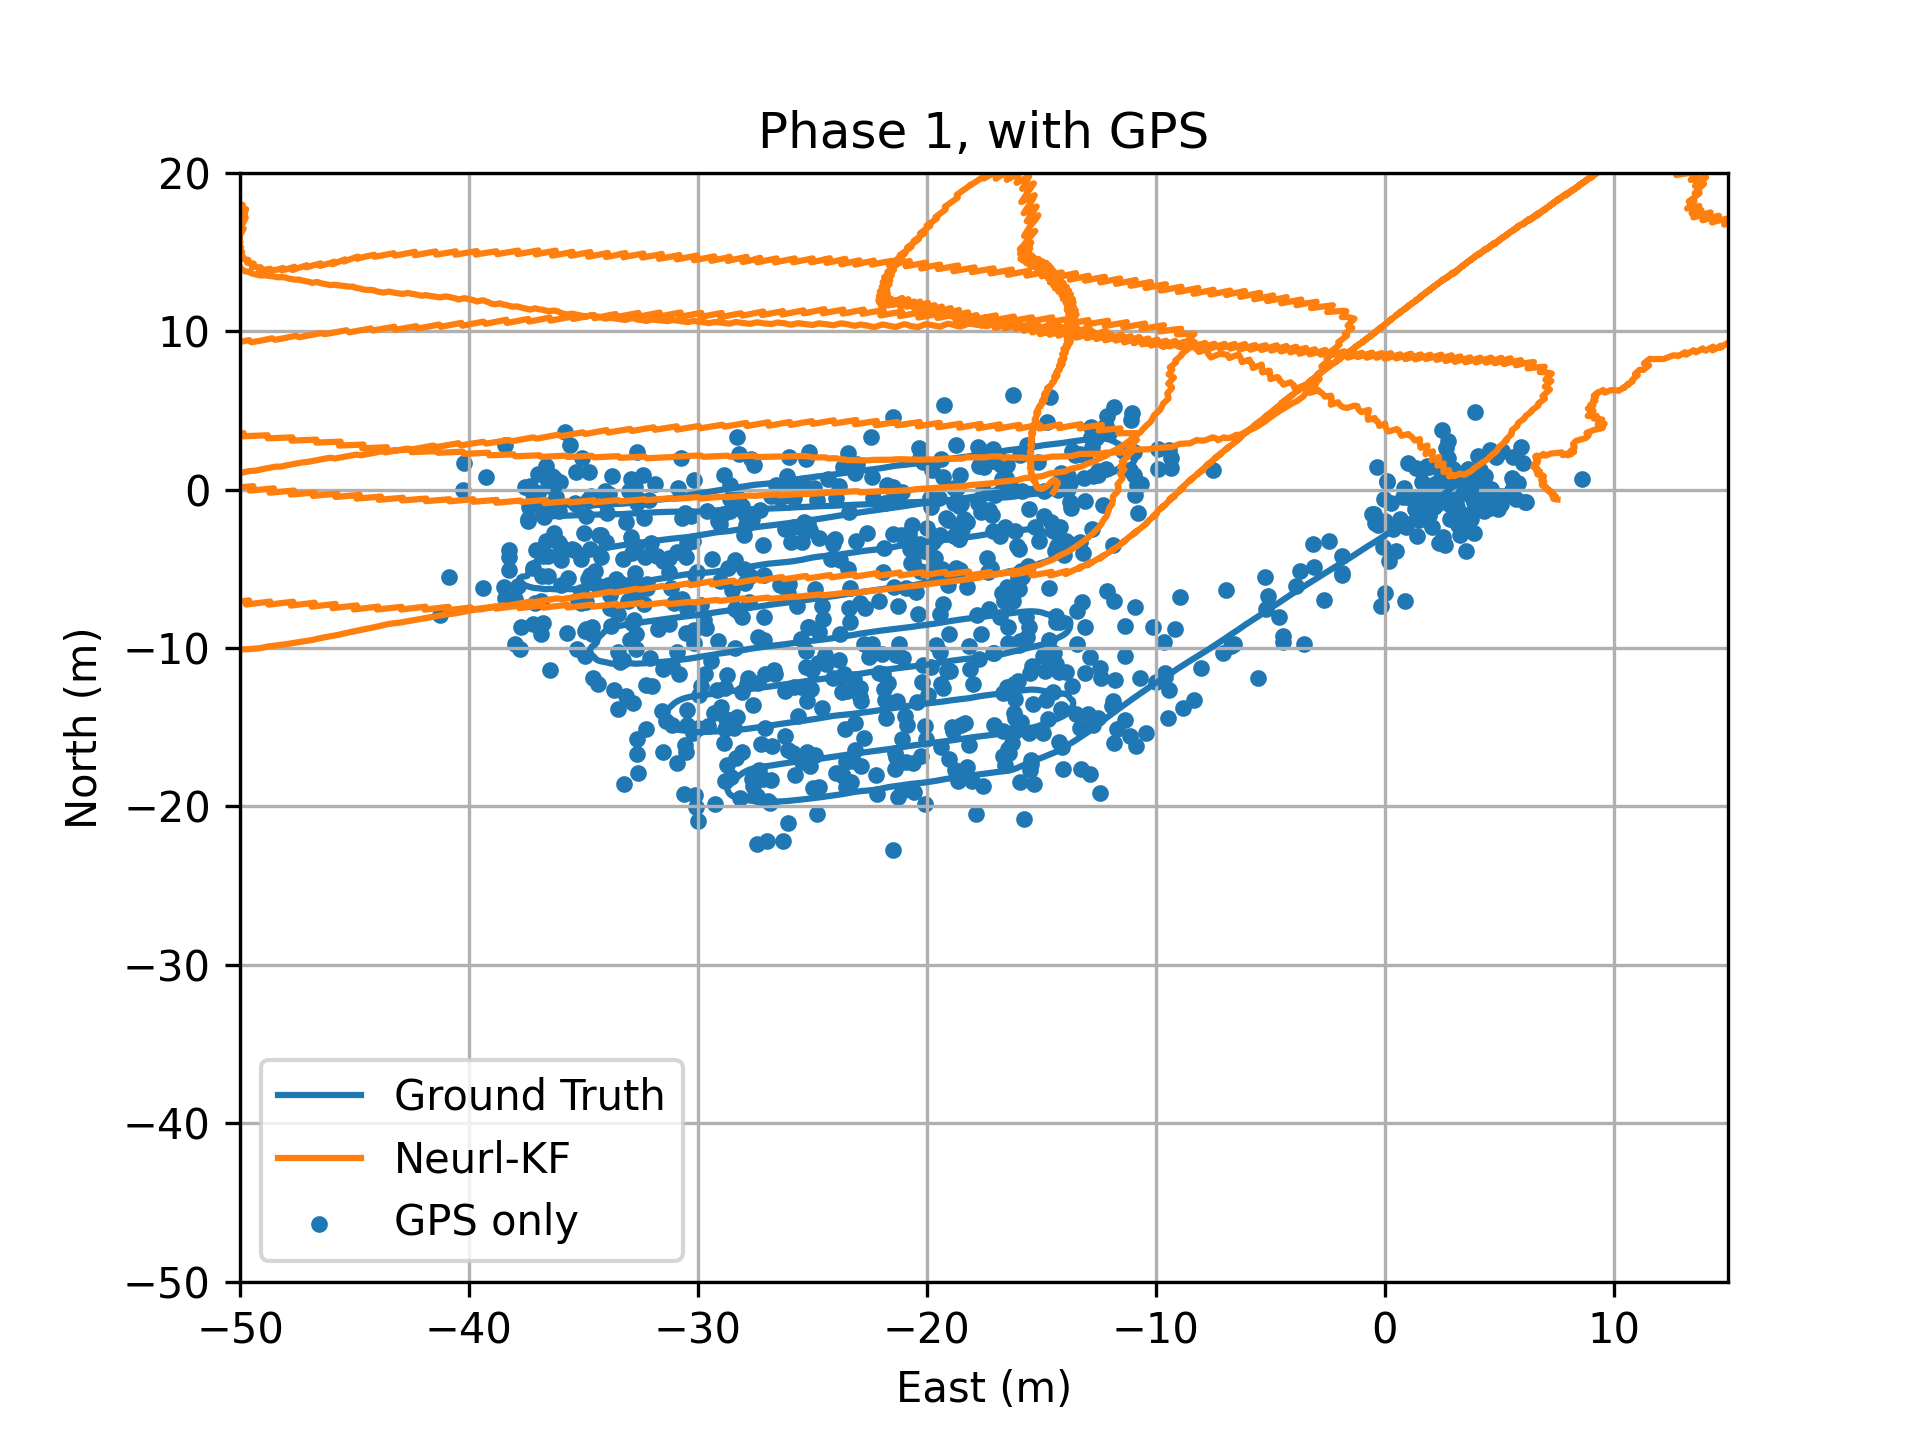 Phase 1, with GPS
20
10
0
−10
−20
−30
−40
−50
North (m)
Ground Truth
Neurl-KF
GPS only
−50 −40 −30 −20 −10 0 10
East (m)